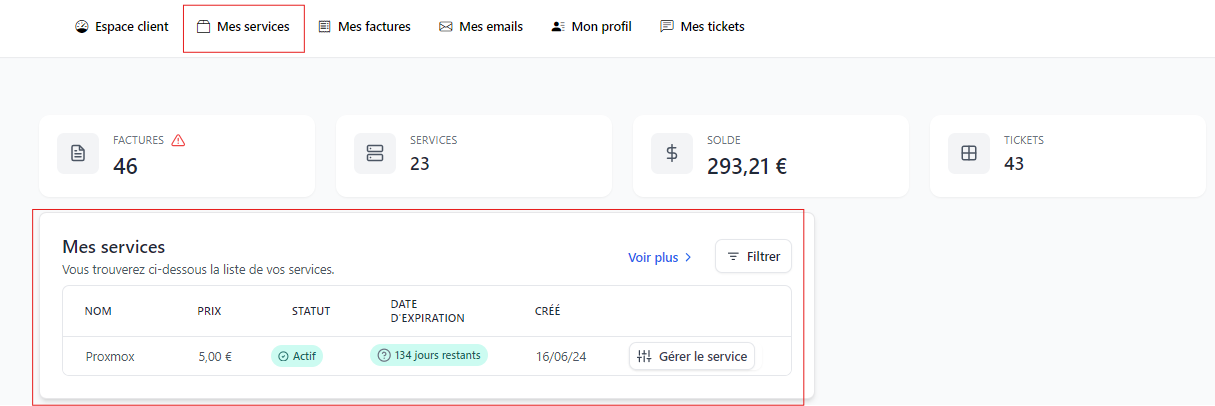 Espace client Mes services Mes factures Mes emails Mon profil Mes tickets
FACTURES SERVICES SOLDE TICKETS
46 23 293,21 € 43
Mes services
Vous trouverez ci-dessous la liste de vos services.
Voir plus Filtrer
NOM PRIX STATUT DATE D'EXPIRATION CRÉÉ
Proxmox 5,00 € Actif 134 jours restants 16/06/24 Gérer le service